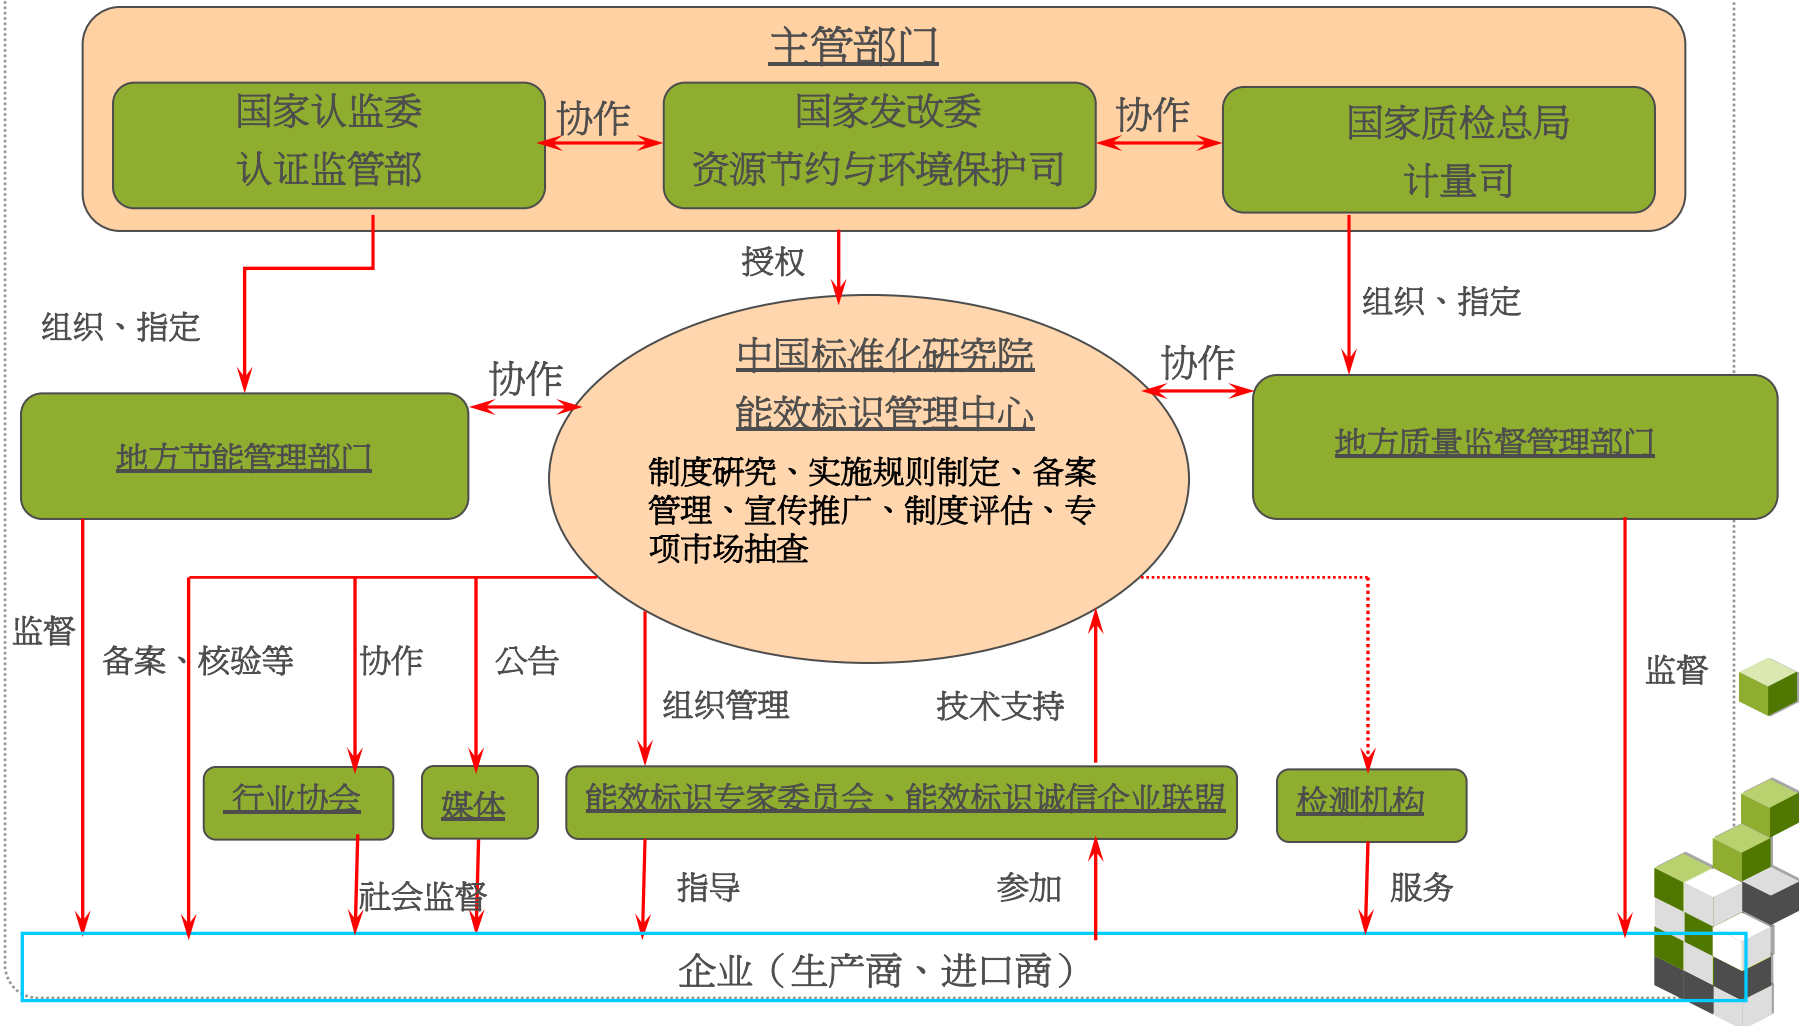 主管部门
国家认监委
认证监管部
协作
国家发改委
资源节约与环境保护司
协作
国家质检总局
计量司
授权
组织、指定
组织、指定
协作
中国标准化研究院
能效标识管理中心
制度研究、实施规则制定、备案
管理、宣传推广、制度评估、专
项市场抽查
协作
地方节能管理部门
地方质量监督管理部门
监督
备案、核验等
协作
公告
组织管理
技术支持
监督
行业协会
媒体
能效标识专家委员会、能效标识诚信企业联盟
检测机构
社会监督
指导
参加
服务
企业（生产商、进口商）